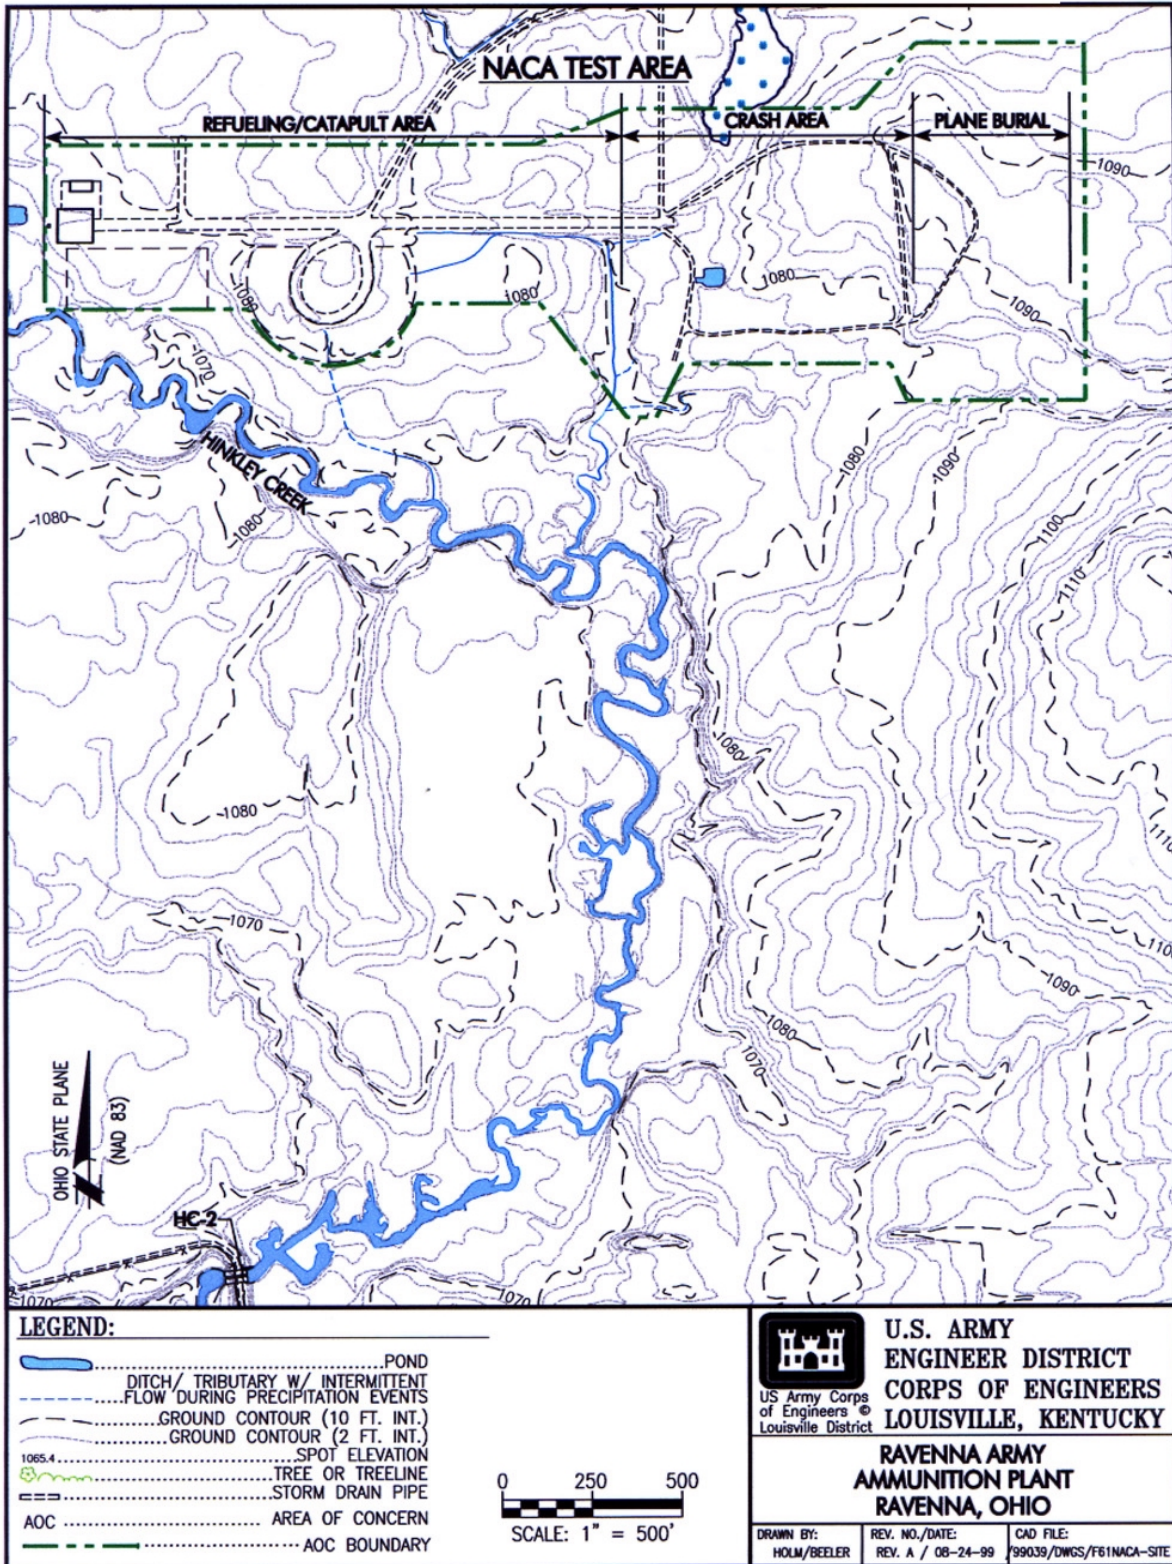 NACA TEST AREA
REFUELING/CATAPULT AREA
CRASH AREA
PLANE BURIAL
1090
1080
1080
1080
1090
1070
HINKLEY CREEK
1080
1090
1080
1080
1100
1110
1080
1080
1110
1070
1100
1090
1080
1070
OHIO STATE PLANE
(NAD 83)
HC-2
1070
1070
LEGEND:
POND
DITCH/ TRIBUTARY W/ INTERMITTENT
FLOW DURING PRECIPITATION EVENTS
GROUND CONTOUR (10 FT. INT.)
GROUND CONTOUR (2 FT. INT.)
1065.4 SPOT ELEVATION
TREE OR TREELINE
STORM DRAIN PIPE
AOC AREA OF CONCERN
AOC BOUNDARY
0 250 500
SCALE: 1" = 500'
US Army Corps
of Engineers ©
Louisville District
U.S. ARMY
ENGINEER DISTRICT
CORPS OF ENGINEERS
LOUISVILLE, KENTUCKY
RAVENNA ARMY
AMMUNITION PLANT
RAVENNA, OHIO
DRAWN BY:
HOLM/BEELER
REV. NO./DATE:
REV. A / 08-24-99
CAD FILE:
/99039/DWGS/F61NACA-SITE